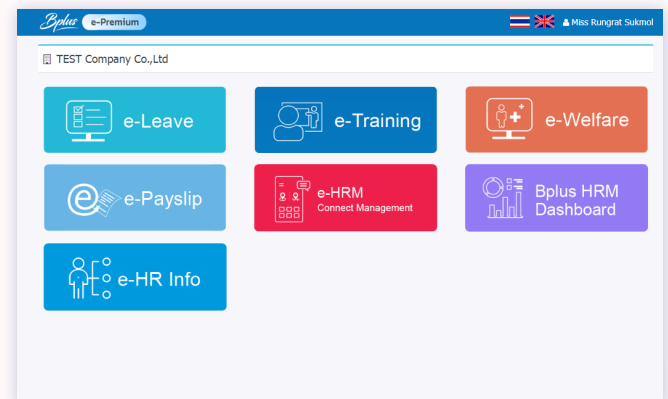 Bplus e-Premium
Miss Rungrat Sukmol
TEST Company Co.,Ltd
e-Leave
e-Training
e-Welfare
e-Payslip
e-HRM
Connect Management
Bplus HRM
Dashboard
e-HR Info